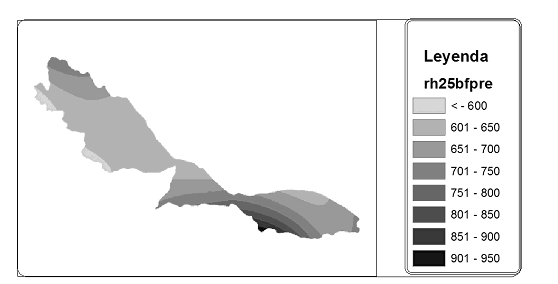 Leyenda
rh25bfpre
< - 600
601 - 650
651 - 700
701 - 750
751 - 800
801 - 850
851 - 900
901 - 950